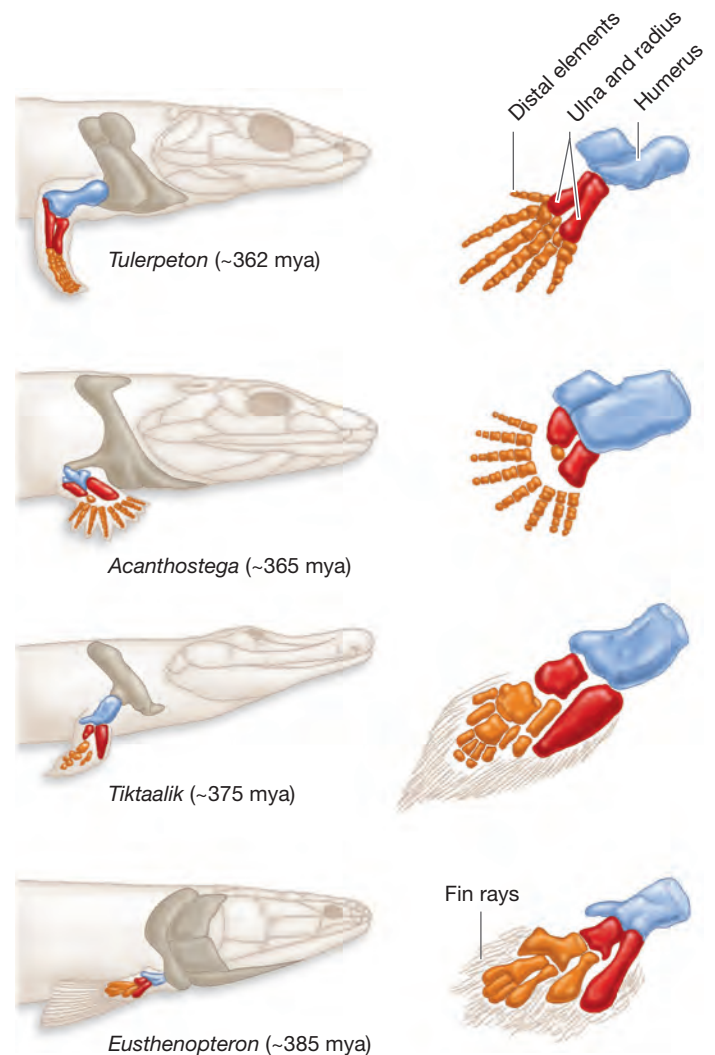 Distal elements
Ulna and radius
Humerus
Tulerpeton (~362 mya)
Acanthostega (~365 mya)
Tiktaalik (~375 mya)
Fin rays
Eusthenopteron (~385 mya)